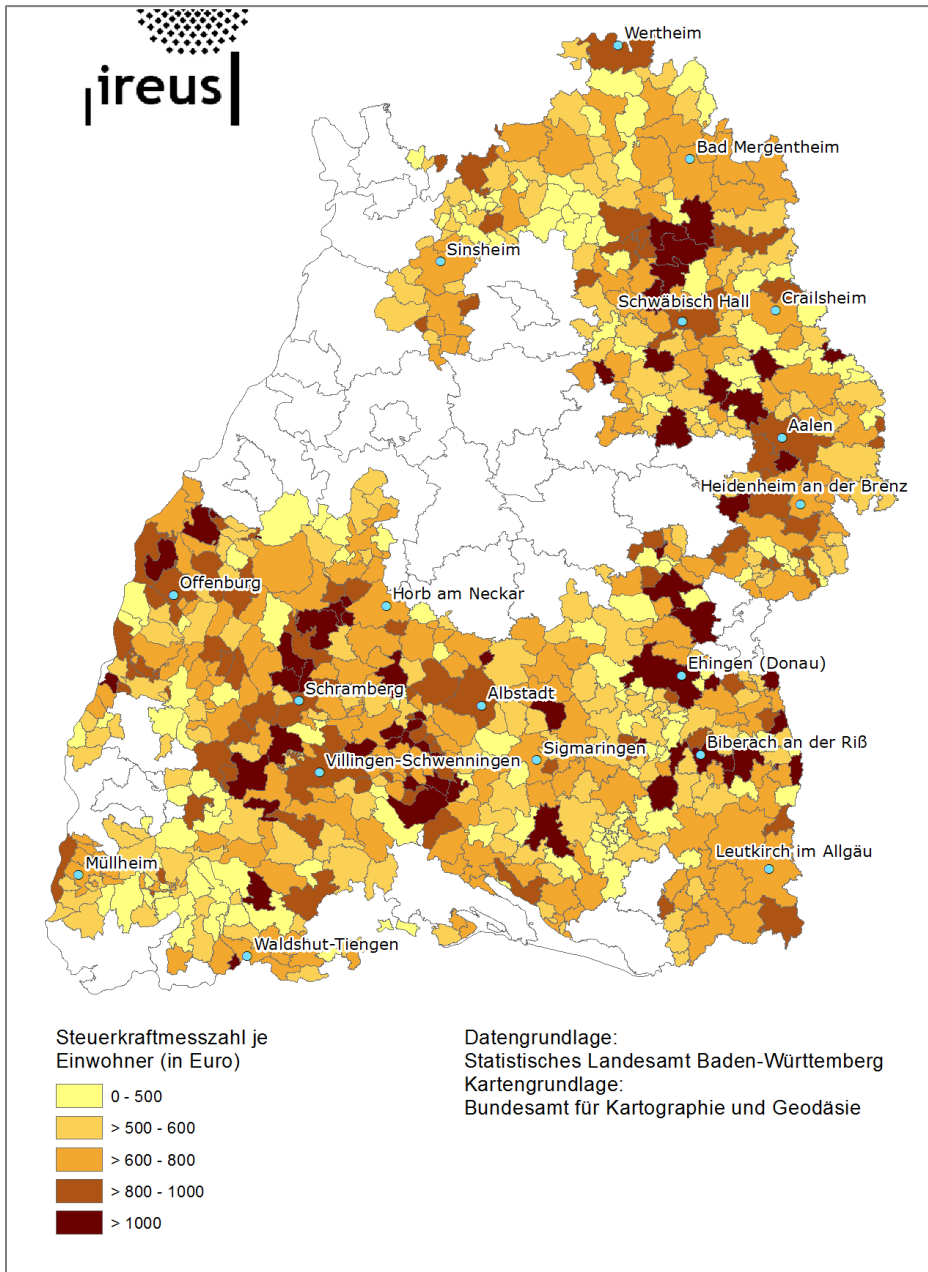 ireus
Wertheim
Bad Mergentheim
Sinsheim
Schwäbisch Hall
Crailsheim
Aalen
Heidenheim an der Brenz
Offenburg
Horb am Neckar
Ehingen (Donau)
Schramberg
Albstadt
Biberach an der Riß
Sigmaringen
Villingen-Schwenningen
Leutkirch im Allgäu
Müllheim
Waldshut-Tiengen
Steuerkraftmesszahl je
Einwohner (in Euro)
0 - 500
> 500 - 600
> 600 - 800
> 800 - 1000
> 1000
Datengrundlage:
Statistisches Landesamt Baden-Württemberg
Kartengrundlage:
Bundesamt für Kartographie und Geodäsie